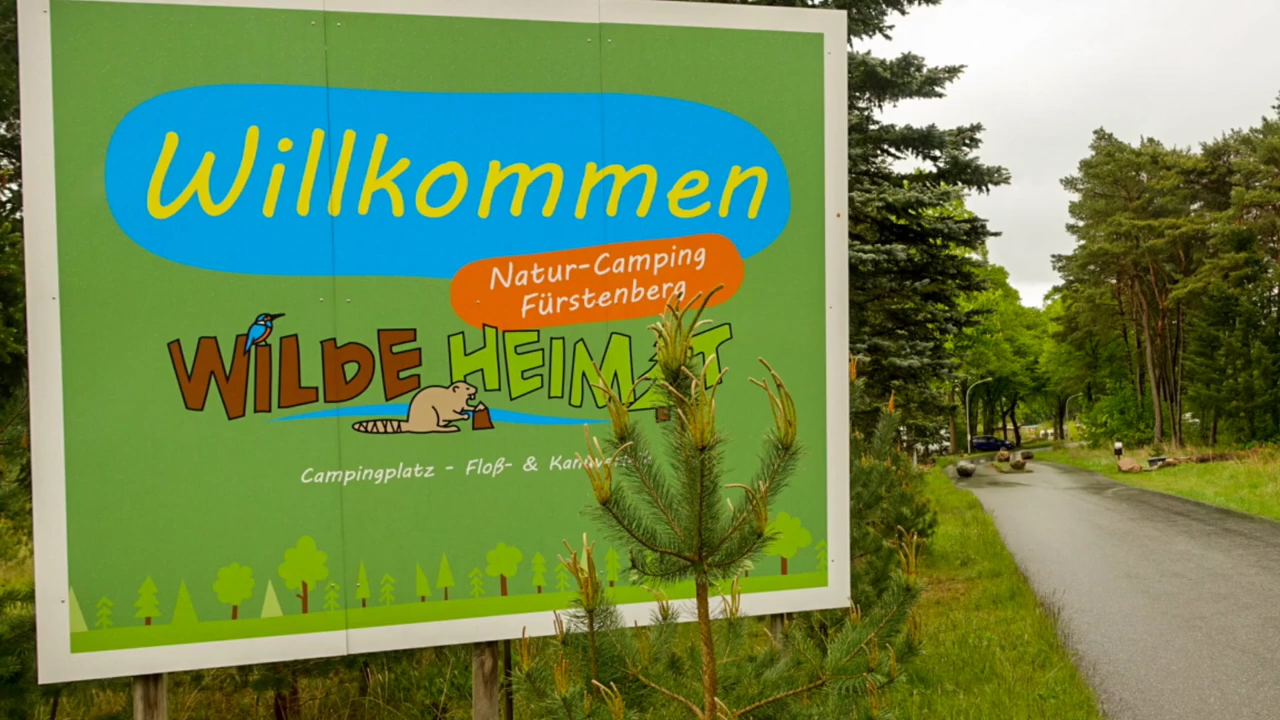 Willkommen
Natur-Camping
Fürstenberg
WILDE HEIMAT
Campingplatz - Floß- &